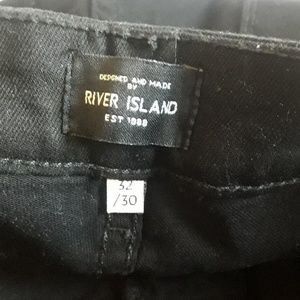 DESIGNED AND MADE
BY
RIVER ISLAND
EST 1988
32
/30